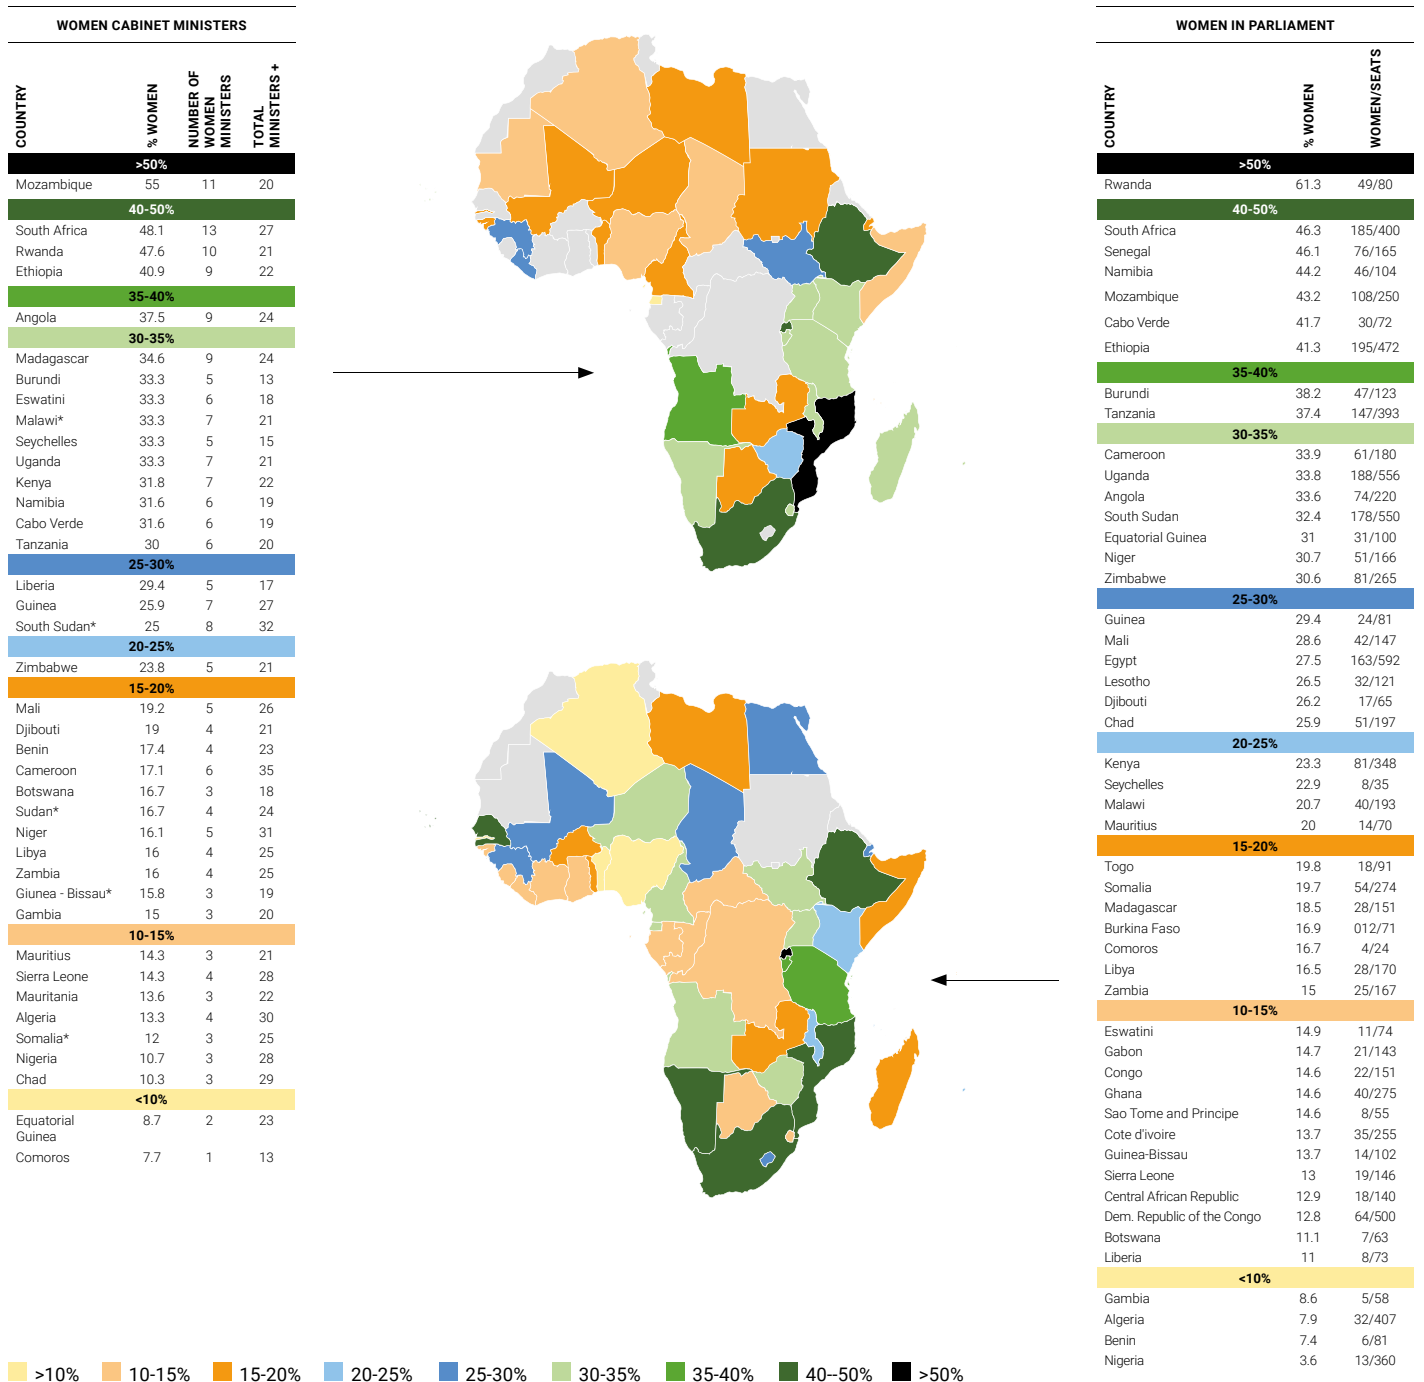 WOMEN CABINET MINISTERS
COUNTRY
% WOMEN
NUMBER OF
WOMEN
MINISTERS
TOTAL
MINISTERS +
>50%
Mozambique 55 11 20
40-50%
South Africa 48.1 13 27
Rwanda 47.6 10 21
Ethiopia 40.9 9 22
35-40%
Angola 37.5 9 24
30-35%
Madagascar 34.6 9 24
Burundi 33.3 5 13
Eswatini 33.3 6 18
Malawi* 33.3 7 21
Seychelles 33.3 5 15
Uganda 33.3 7 21
Kenya 31.8 7 22
Namibia 31.6 6 19
Cabo Verde 31.6 6 19
Tanzania 30 6 20
25-30%
Liberia 29.4 5 17
Guinea 25.9 7 27
South Sudan* 25 8 32
20-25%
Zimbabwe 23.8 5 21
15-20%
Mali 19.2 5 26
Djibouti 19 4 21
Benin 17.4 4 23
Cameroon 17.1 6 35
Botswana 16.7 3 18
Sudan* 16.7 4 24
Niger 16.1 5 31
Libya 16 4 25
Zambia 16 4 25
Giunea - Bissau* 15.8 3 19
Gambia 15 3 20
10-15%
Mauritius 14.3 3 21
Sierra Leone 14.3 4 28
Mauritania 13.6 3 22
Algeria 13.3 4 30
Somalia* 12 3 25
Nigeria 10.7 3 28
Chad 10.3 3 29
<10%
Equatorial 8.7 2 23
Guinea
Comoros 7.7 1 13
WOMEN IN PARLIAMENT
COUNTRY
% WOMEN
WOMEN/SEATS
>50%
Rwanda 61.3 49/80
40-50%
South Africa 46.3 185/400
Senegal 46.1 76/165
Namibia 44.2 46/104
Mozambique 43.2 108/250
Cabo Verde 41.7 30/72
Ethiopia 41.3 195/472
35-40%
Burundi 38.2 47/123
Tanzania 37.4 147/393
30-35%
Cameroon 33.9 61/180
Uganda 33.8 188/556
Angola 33.6 74/220
South Sudan 32.4 178/550
Equatorial Guinea 31 31/100
Niger 30.7 51/166
Zimbabwe 30.6 81/265
25-30%
Guinea 29.4 24/81
Mali 28.6 42/147
Egypt 27.5 163/592
Lesotho 26.5 32/121
Djibouti 26.2 17/65
Chad 25.9 51/197
20-25%
Kenya 23.3 81/348
Seychelles 22.9 8/35
Malawi 20.7 40/193
Mauritius 20 14/70
15-20%
Togo 19.8 18/91
Somalia 19.7 54/274
Madagascar 18.5 28/151
Burkina Faso 16.9 012/71
Comoros 16.7 4/24
Libya 16.5 28/170
Zambia 15 25/167
10-15%
Eswatini 14.9 11/74
Gabon 14.7 21/143
Congo 14.6 22/151
Ghana 14.6 40/275
Sao Tome and Principe 14.6 8/55
Cote d'ivoire 13.7 35/255
Guinea-Bissau 13.7 14/102
Sierra Leone 13 19/146
Central African Republic 12.9 18/140
Dem. Republic of the Congo 12.8 64/500
Botswana 11.1 7/63
Liberia 11 8/73
<10%
Gambia 8.6 5/58
Algeria 7.9 32/407
Benin 7.4 6/81
Nigeria 3.6 13/360
>10% 10-15% 15-20% 20-25% 25-30% 30-35% 35-40% 40--50% >50%